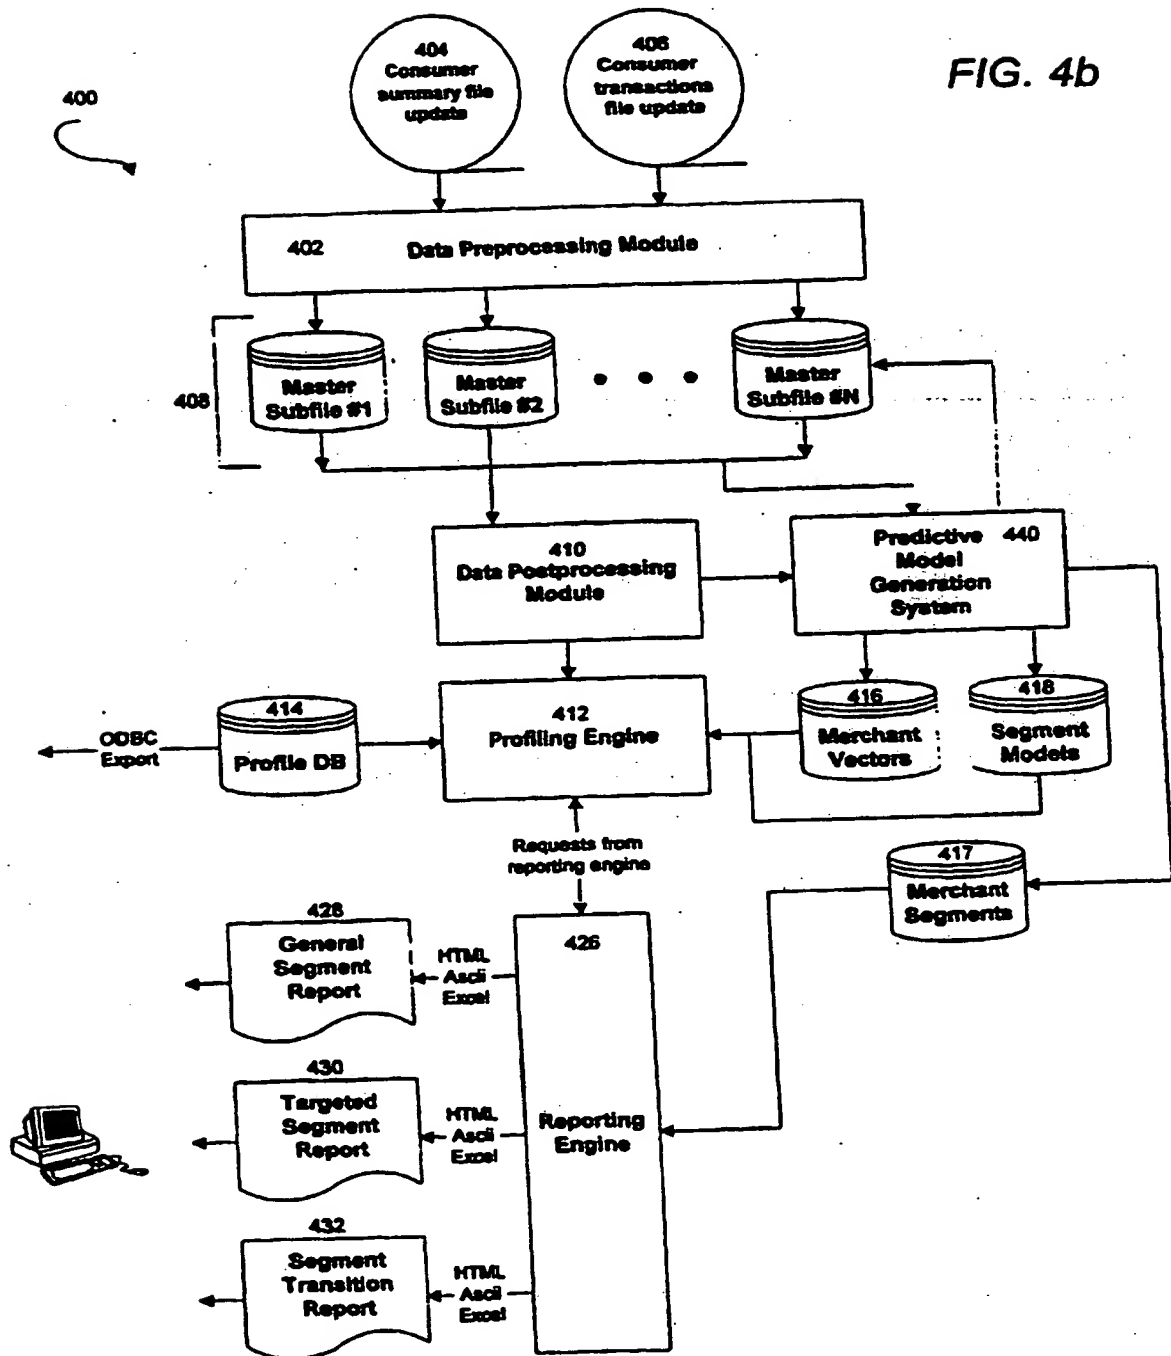 FIG. 4b
400
404
Consumer
summary file
update
406
Consumer
transactions
file update
402
Data Preprocessing Module
408
Master
Subfile #1
Master
Subfile #2
Master
Subfile #N
410
Data Postprocessing
Module
Predictive
Model
Generation
System
440
414
Profile DB
ODBC
Export
412
Profiling Engine
416
Merchant
Vectors
418
Segment
Models
Requests from
reporting engine
417
Merchant
Segments
426
Reporting
Engine
428
General
Segment
Report
HTML
Ascii
Excel
430
Targeted
Segment
Report
HTML
Ascii
Excel
432
Segment
Transition
Report
HTML
Ascii
Excel